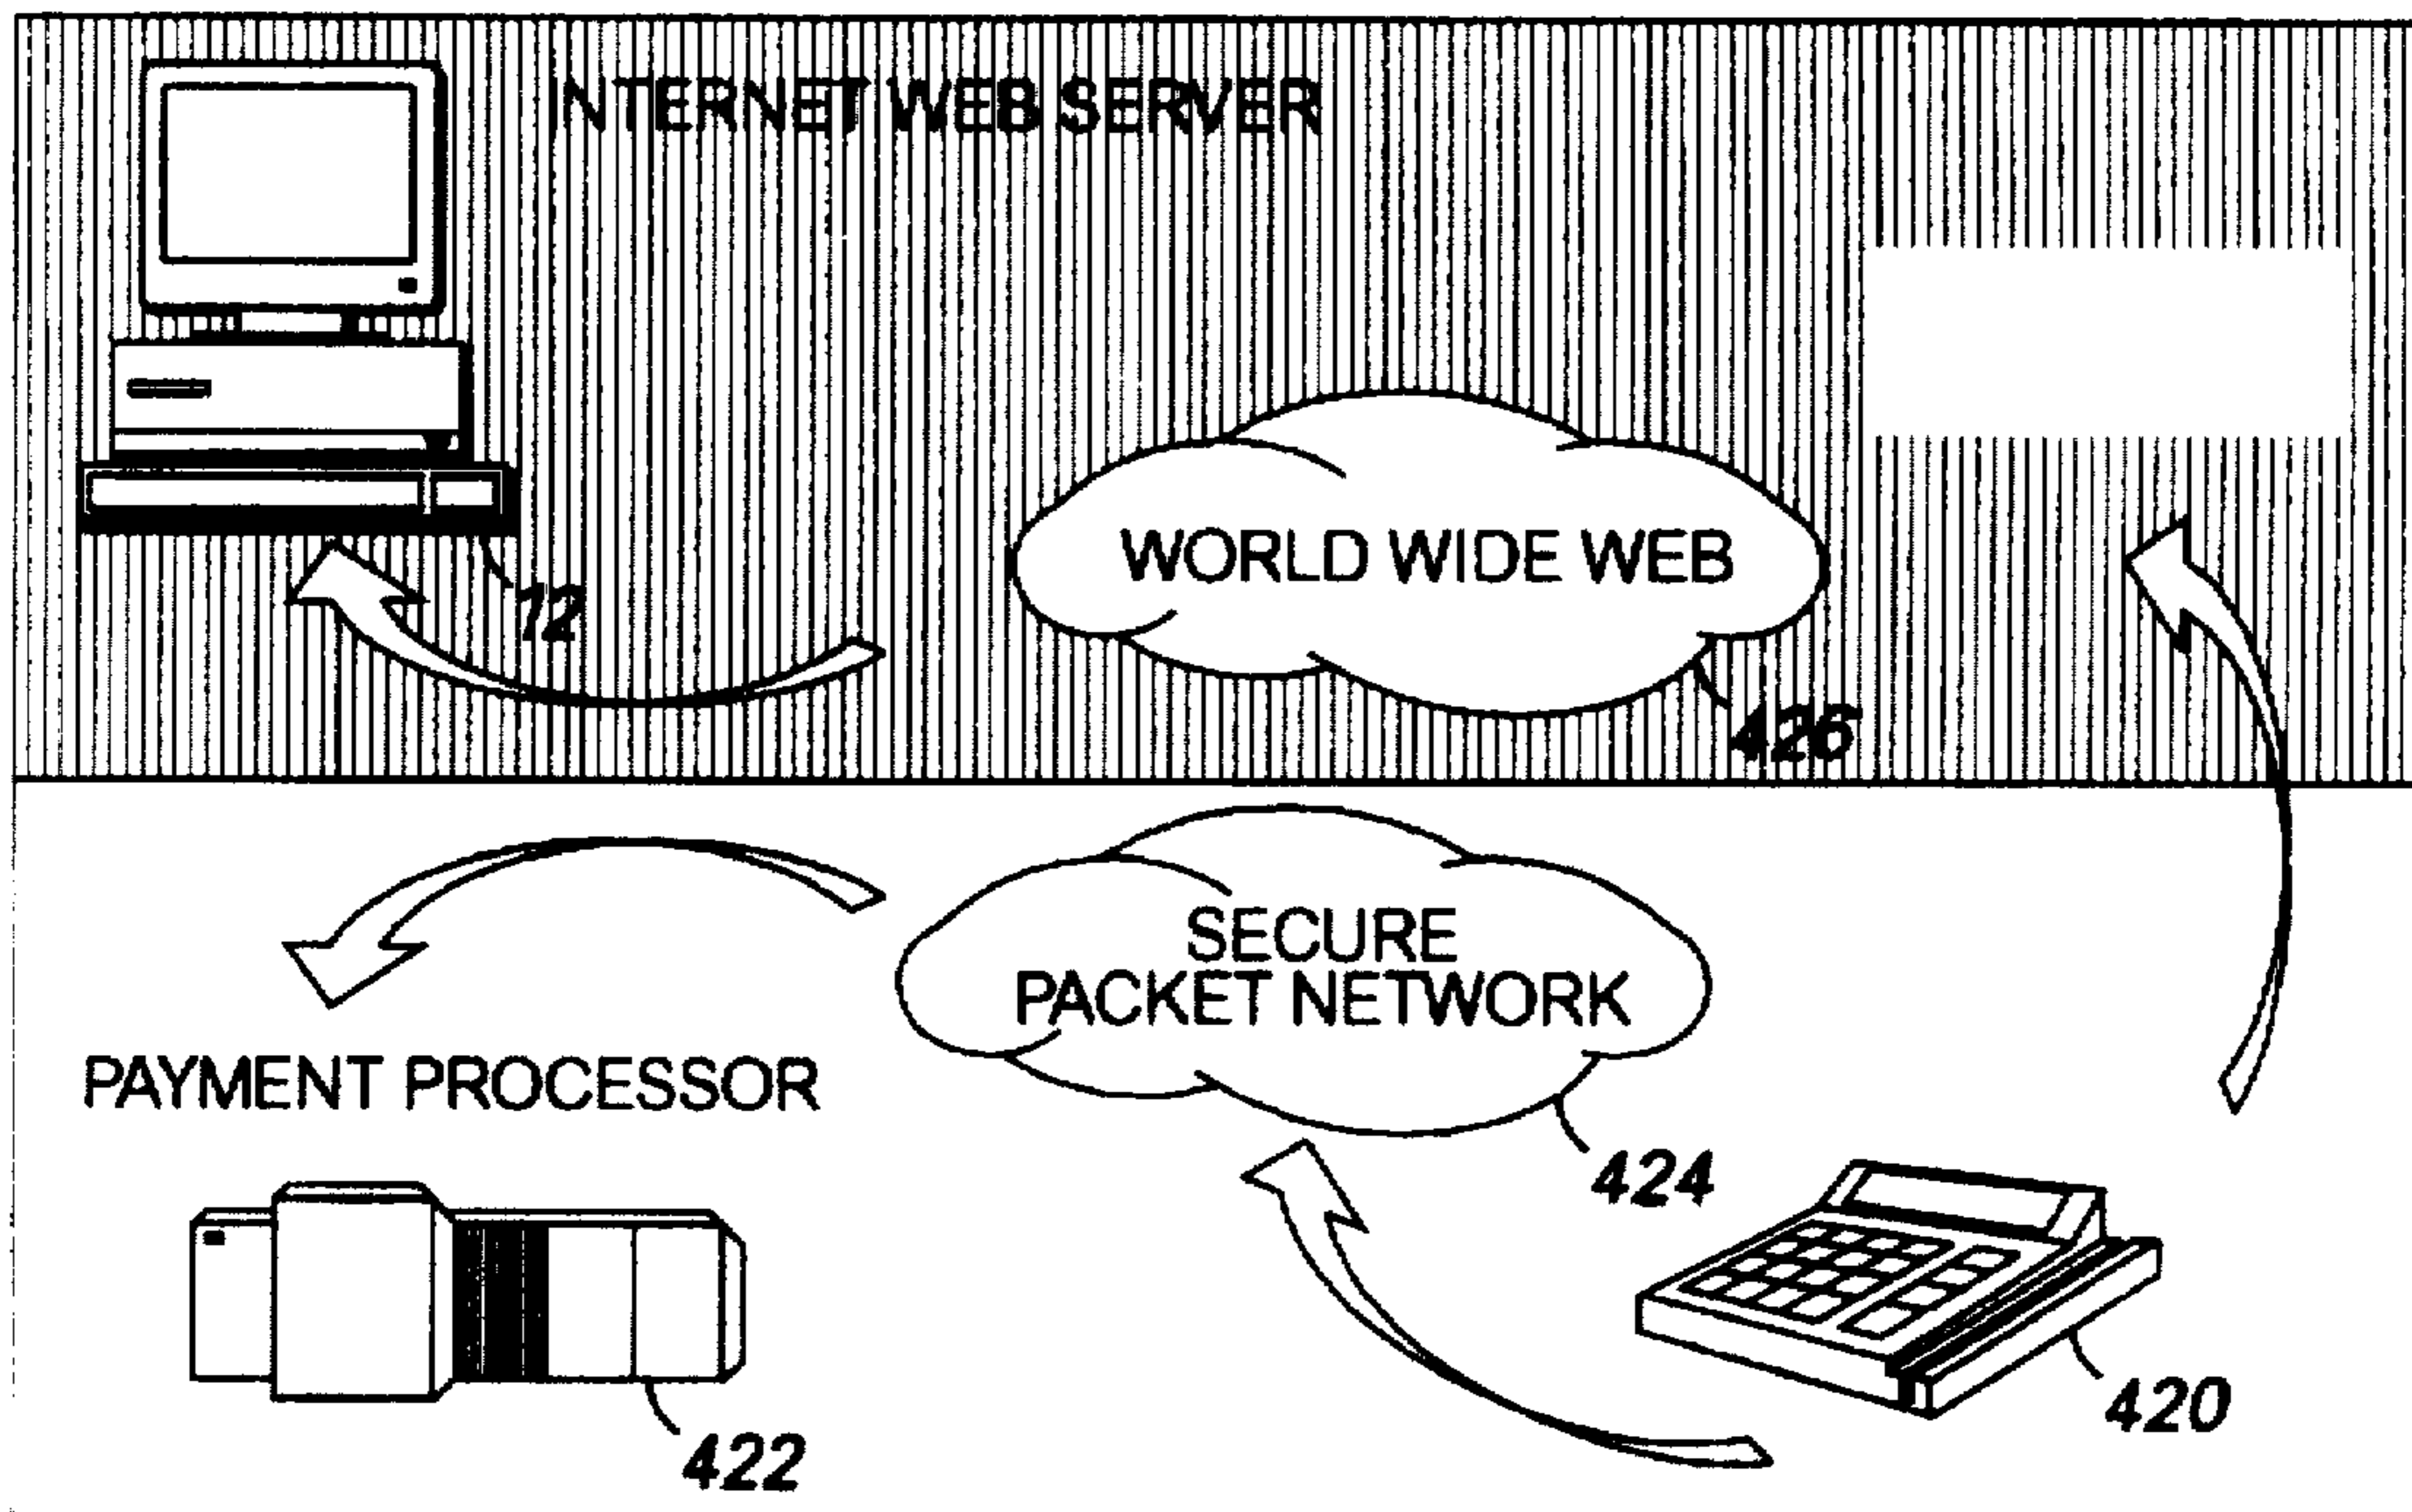 INTERNET WEB SERVER
WORLD WIDE WEB
12
426
SECURE
PACKET NETWORK
PAYMENT PROCESSOR
424
420
422